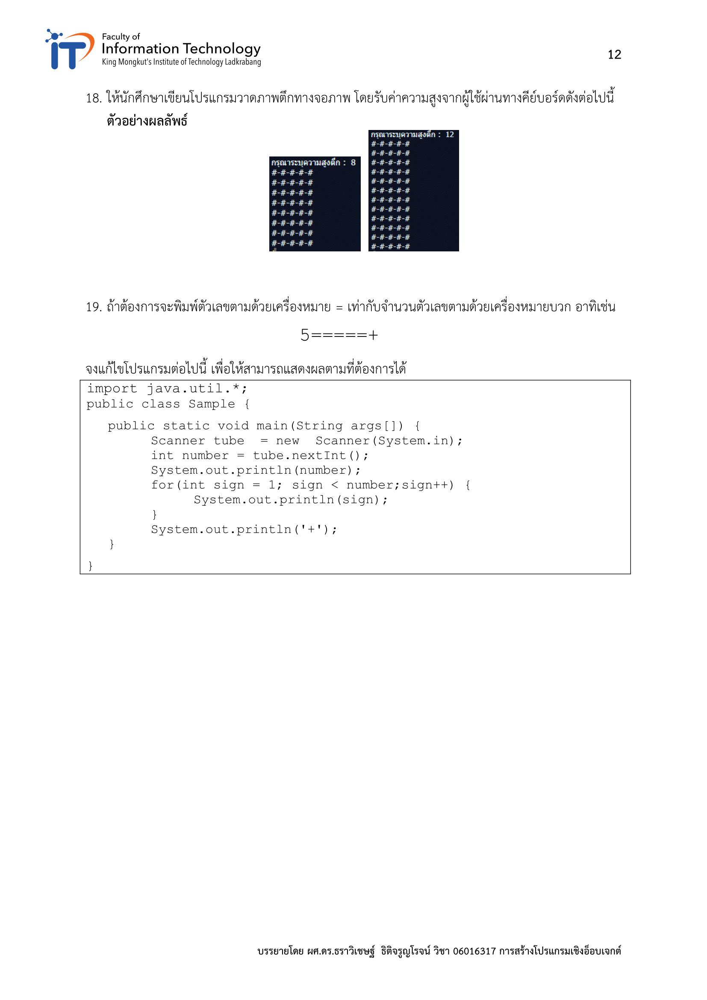 Faculty of
Information Technology
King Mongkut's Institute of Technology Ladkrabang
12
18. ให้นักศึกษาเขียนโปรแกรมวาดภาพตึกทางจอภาพ โดยรับค่าความสูงจากผู้ใช้ผ่านทางคีย์บอร์ดดังต่อไปนี้
ตัวอย่างผลลัพธ์
กรุณาระบุความสูงตึก : 8
#-#-#-#-#
#-#-#-#-#
#-#-#-#-#
#-#-#-#-#
#-#-#-#-#
#-#-#-#-#
#-#-#-#-#
#-#-#-#-#
กรุณาระบุความสูงตึก : 12
#-#-#-#-#
#-#-#-#-#
#-#-#-#-#
#-#-#-#-#
#-#-#-#-#
#-#-#-#-#
#-#-#-#-#
#-#-#-#-#
#-#-#-#-#
#-#-#-#-#
#-#-#-#-#
#-#-#-#-#
19. ถ้าต้องการจะพิมพ์ตัวเลขตามด้วยเครื่องหมาย = เท่ากับจำนวนตัวเลขตามด้วยเครื่องหมายบวก อาทิเช่น
5=====+
จงแก้ไขโปรแกรมต่อไปนี้ เพื่อให้สามารถแสดงผลตามที่ต้องการได้
import java.util.*;
public class Sample {
public static void main(String args[]) {
Scanner tube  = new  Scanner(System.in);
int number = tube.nextInt();
System.out.println(number);
for(int sign = 1; sign < number;sign++) {
System.out.println(sign);
}
System.out.println('+');
}
}
บรรยายโดย ผศ.ดร.ธราวิเชษฐ์  ธิติจรูญโรจน์ วิชา 06016317 การสร้างโปรแกรมเชิงอ็อบเจกต์